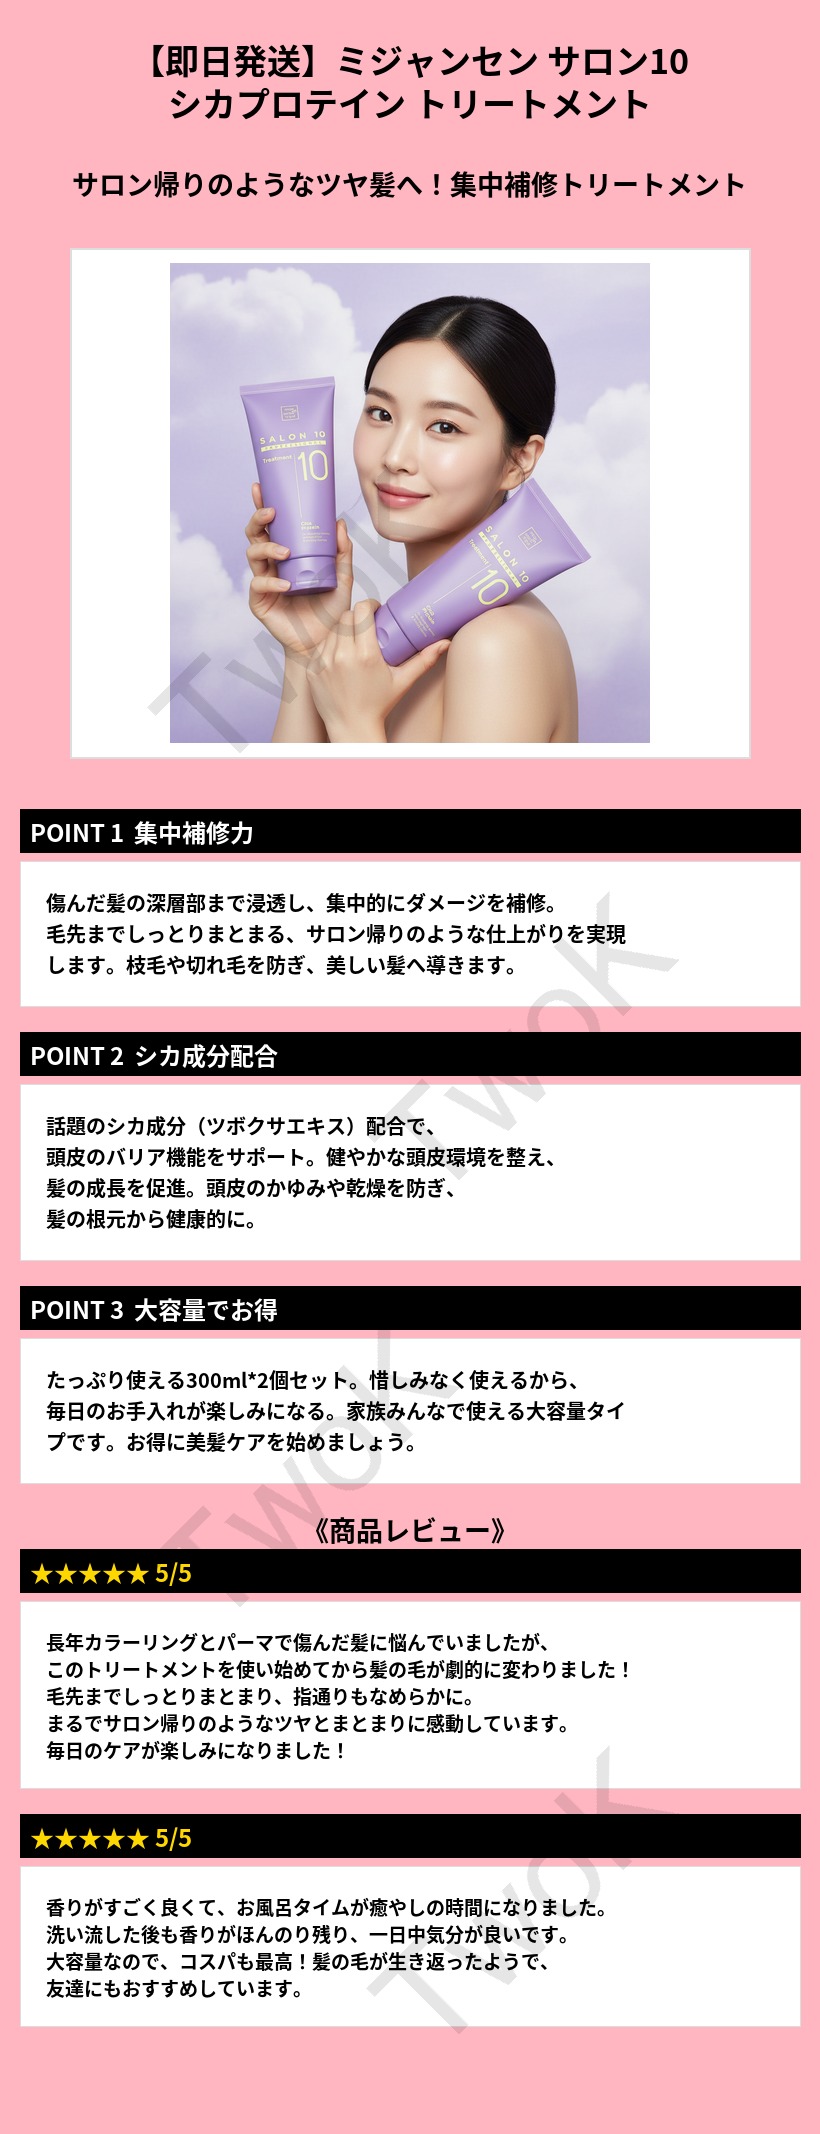 【即日発送】ミジャンセン サロン10
シカプロテイン トリートメント
サロン帰りのようなツヤ髪へ！集中補修トリートメント
SALON 10
PROFESSIONAL
Treatment
10
SALON 10
PROFESSIONAL
Treatment
10
TwoK
POINT 1 集中補修力
傷んだ髪の深層部まで浸透し、集中的にダメージを補修。
毛先までしっとりまとまる、サロン帰りのような仕上がりを実現
します。枝毛や切れ毛を防ぎ、美しい髪へ導きます。
TwoK
POINT 2 シカ成分配合
話題のシカ成分（ツボクサエキス）配合で、
頭皮のバリア機能をサポート。健やかな頭皮環境を整え、
髪の成長を促進。頭皮のかゆみや乾燥を防ぎ、
髪の根元から健康的に。
POINT 3 大容量でお得
たっぷり使える300ml*2個セット。惜しみなく使えるから、
毎日のお手入れが楽しみになる。家族みんなで使える大容量タイ
プです。お得に美髪ケアを始めましょう。
TwoK
《商品レビュー》
★★★★★ 5/5
長年カラーリングとパーマで傷んだ髪に悩んでいましたが、
このトリートメントを使い始めてから髪の毛が劇的に変わりました！
毛先までしっとりまとまり、指通りもなめらかに。
まるでサロン帰りのようなツヤとまとまりに感動しています。
毎日のケアが楽しみになりました！
★★★★★ 5/5
香りがすごく良くて、お風呂タイムが癒やしの時間になりました。
洗い流した後も香りがほんのり残り、一日中気分が良いです。
大容量なので、コスパも最高！髪の毛が生き返ったようで、
友達にもおすすめしています。
TwoK